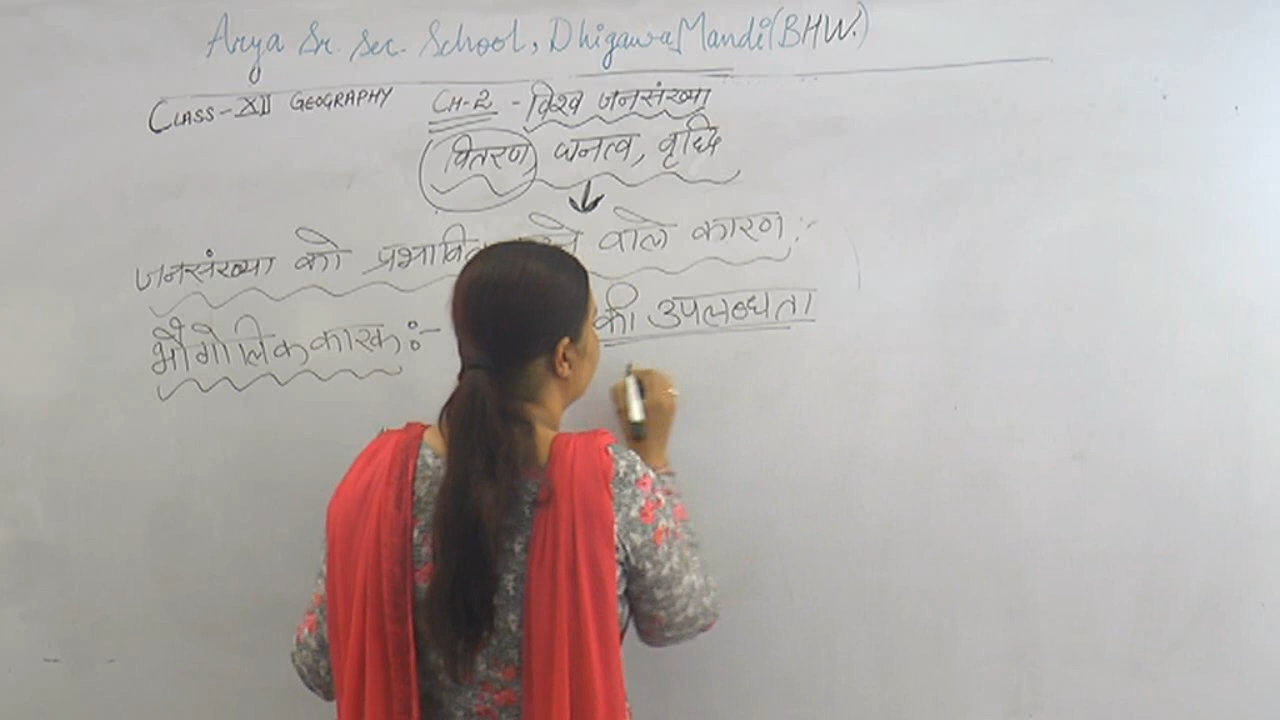 Arya Sr. Sec. School, Dhigawa Mandi (BHW.)
CLASS-XII GEOGRAPHY CH-2 - विश्व जनसंख्या
वितरण घनत्व, वृद्धि
जनसंख्या को वाले कारण :-
भौगोलिक कारक :- की उपलब्धता